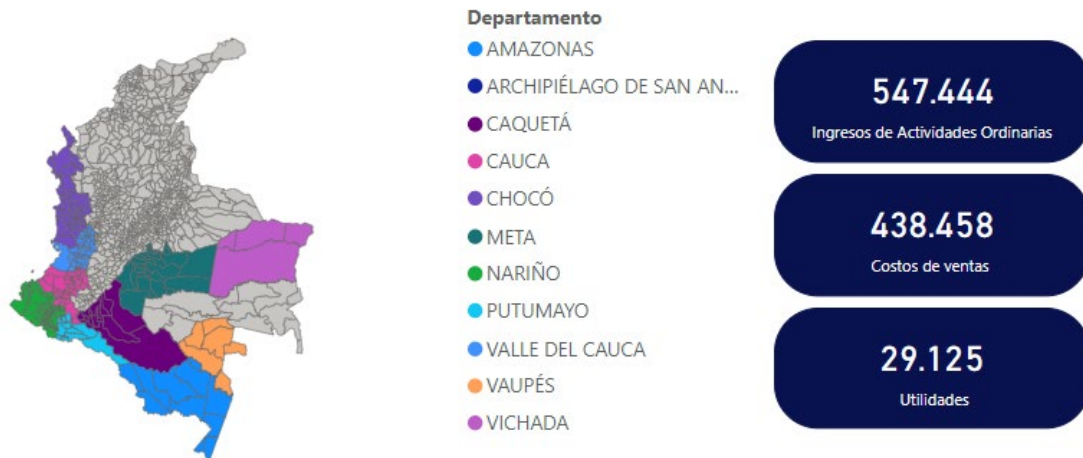 Departamento
AMAZONAS
ARCHIPIÉLAGO DE SAN AN...
CAQUETÁ
CAUCA
CHOCÓ
META
NARIÑO
PUTUMAYO
VALLE DEL CAUCA
VAUPÉS
VICHADA
547.444
Ingresos de Actividades Ordinarias
438.458
Costos de ventas
29.125
Utilidades